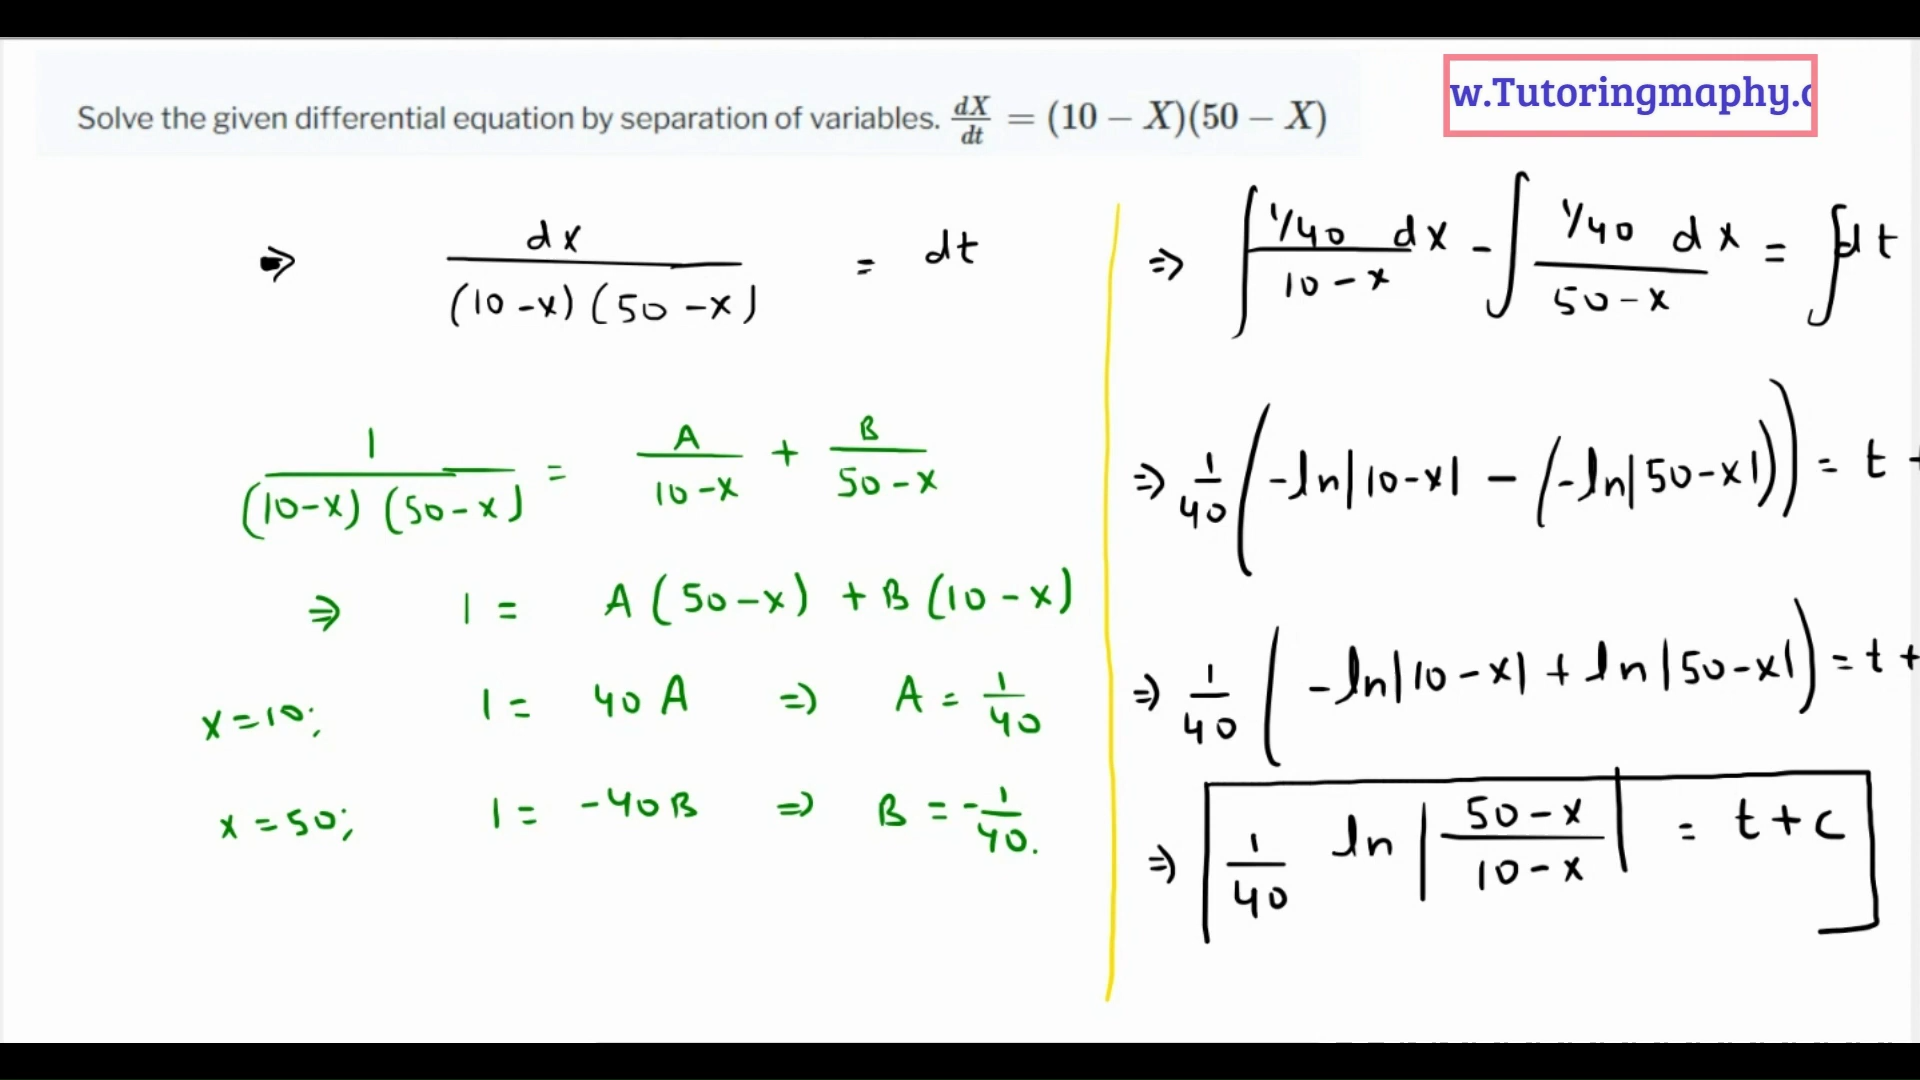 w.Tutoringmaphy.c
Solve the given differential equation by separation of variables. dX/dt = (10 − X)(50 − X)
⇒ dx/((10-x)(50-x)) = dt
1/((10-x)(50-x)) = A/(10-x) + B/(50-x)
⇒ 1 = A(50-x) + B(10-x)
x=10; 1 = 40A ⇒ A = 1/40
x=50; 1 = -40B ⇒ B = -1/40.
⇒ ∫ 1/40 dx/(10-x) - ∫ 1/40 dx/(50-x) = ∫dt
⇒ 1/40 (-ln|10-x| - (-ln|50-x|)) = t +
⇒ 1/40 (-ln|10-x| + ln|50-x|) = t +
⇒ 1/40 ln |(50-x)/(10-x)| = t+c